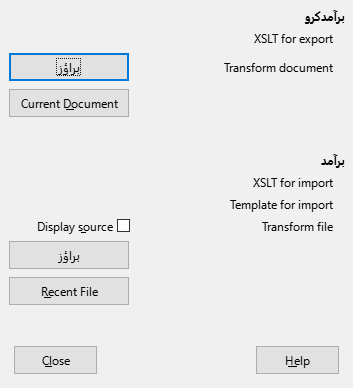 برآمدکرو
XSLT for export
Transform document
براؤز
Current Document
برآمد
XSLT for import
Template for import
Transform file
Display source
براؤز
Recent File
Close
Help